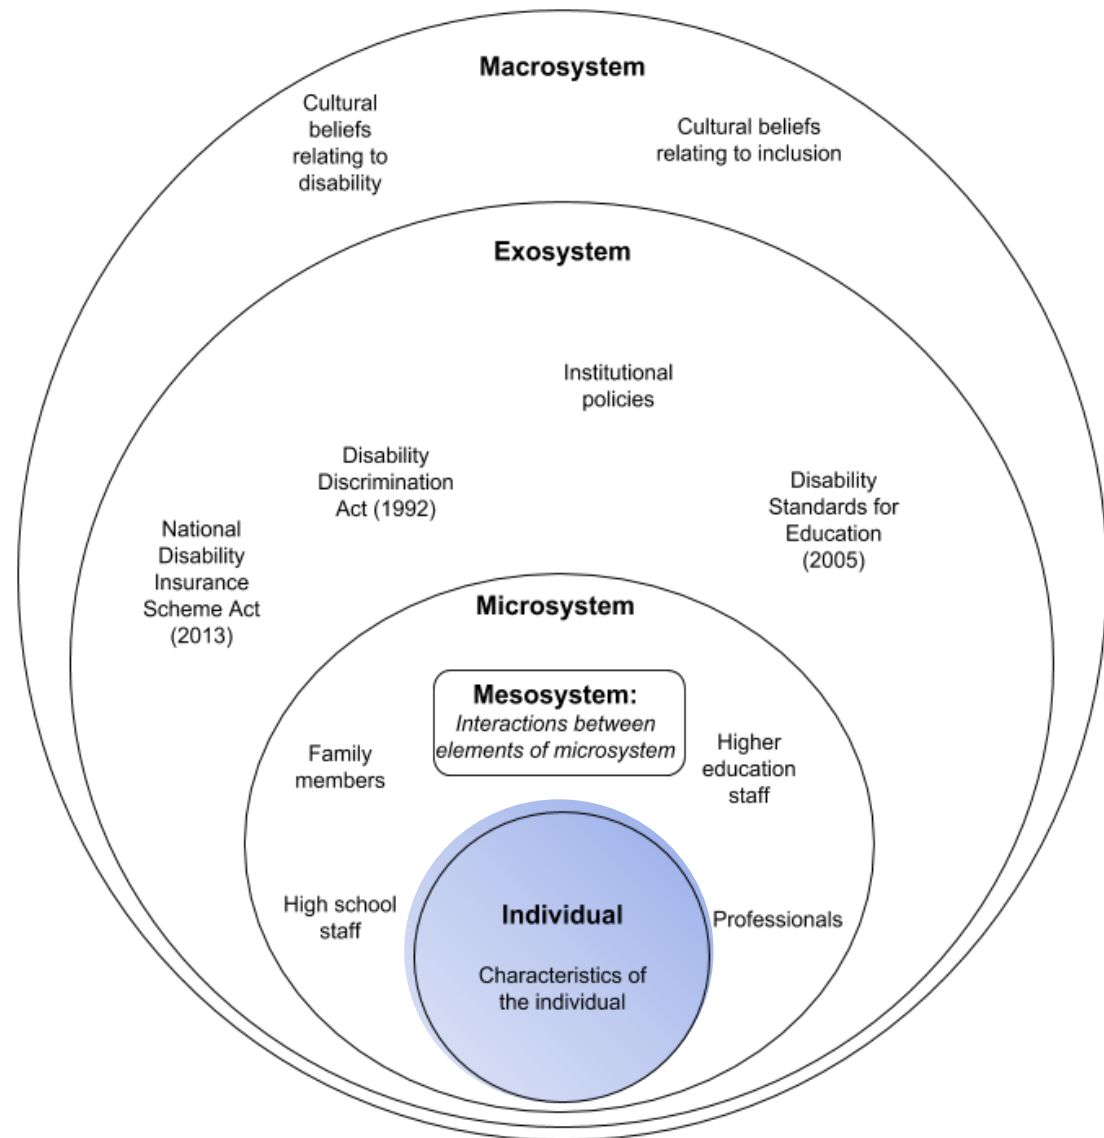 Macrosystem
Cultural
beliefs
relating to
disability
Cultural beliefs
relating to inclusion
Exosystem
Institutional
policies
Disability
Discrimination
Act (1992)
Disability
Standards for
Education
(2005)
National
Disability
Insurance
Scheme Act
(2013)
Microsystem
Mesosystem:
Interactions between
elements of microsystem
Family
members
Higher
education
staff
High school
staff
Individual
Characteristics of
the individual
Professionals